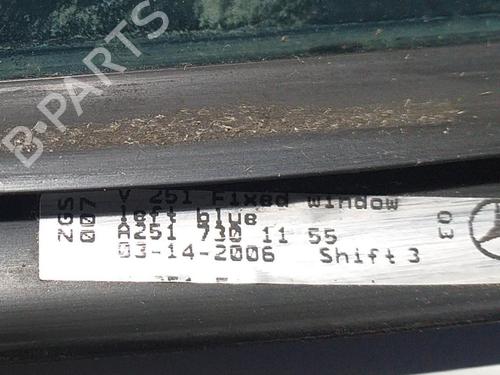 B-PARTS
ZGS
007
V 251 Fixed window
left blue
A251 730 11 55
03-14-2006 Shift 3
03